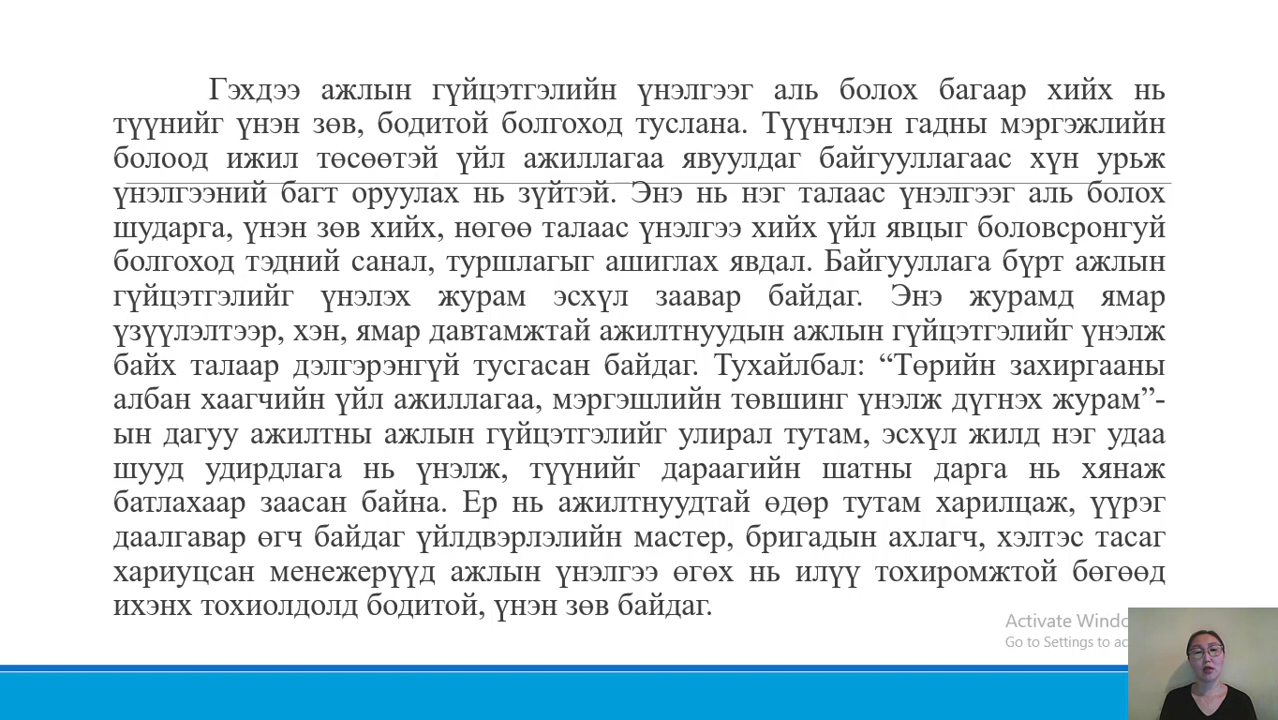 Гэхдээ ажлын гүйцэтгэлийн үнэлгээг аль болох багаар хийх нь
түүнийг үнэн зөв, бодитой болгоход туслана. Түүнчлэн гадны мэргэжлийн
болоод ижил төсөөтэй үйл ажиллагаа явуулдаг байгууллагаас хүн урьж
үнэлгээний багт оруулах нь зүйтэй. Энэ нь нэг талаас үнэлгээг аль болох
шударга, үнэн зөв хийх, нөгөө талаас үнэлгээ хийх үйл явцыг боловсронгуй
болгоход тэдний санал, туршлагыг ашиглах явдал. Байгууллага бүрт ажлын
гүйцэтгэлийг үнэлэх журам эсхүл заавар байдаг. Энэ журамд ямар
үзүүлэлтээр, хэн, ямар давтамжтай ажилтнуудын ажлын гүйцэтгэлийг үнэлж
байх талаар дэлгэрэнгүй тусгасан байдаг. Тухайлбал: “Төрийн захиргааны
албан хаагчийн үйл ажиллагаа, мэргэшлийн төвшинг үнэлж дүгнэх журам”-
ын дагуу ажилтны ажлын гүйцэтгэлийг улирал тутам, эсхүл жилд нэг удаа
шууд удирдлага нь үнэлж, түүнийг дараагийн шатны дарга нь хянаж
батлахаар заасан байна. Ер нь ажилтнуудтай өдөр тутам харилцаж, үүрэг
даалгавар өгч байдаг үйлдвэрлэлийн мастер, бригадын ахлагч, хэлтэс тасаг
хариуцсан менежерүүд ажлын үнэлгээ өгөх нь илүү тохиромжтой бөгөөд
ихэнх тохиолдолд бодитой, үнэн зөв байдаг.
Activate
Go to Settings to